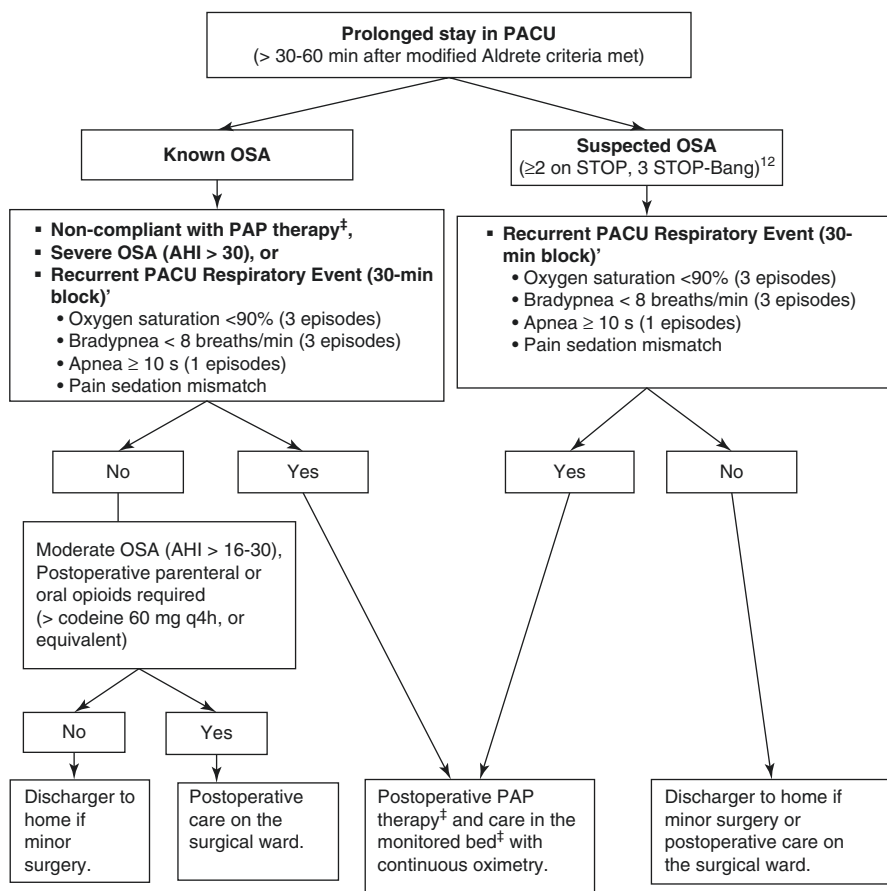 Prolonged stay in PACU
(> 30-60 min after modified Aldrete criteria met)
Known OSA
Suspected OSA
(≥2 on STOP, 3 STOP-Bang)¹²
▪ Non-compliant with PAP therapy‡,
▪ Severe OSA (AHI > 30), or
▪ Recurrent PACU Respiratory Event (30-min
block)’
• Oxygen saturation <90% (3 episodes)
• Bradypnea < 8 breaths/min (3 episodes)
• Apnea ≥ 10 s (1 episodes)
• Pain sedation mismatch
▪ Recurrent PACU Respiratory Event (30-
min block)’
• Oxygen saturation <90% (3 episodes)
• Bradypnea < 8 breaths/min (3 episodes)
• Apnea ≥ 10 s (1 episodes)
• Pain sedation mismatch
No
Yes
Yes
No
Moderate OSA (AHI > 16-30),
Postoperative parenteral or
oral opioids required
(> codeine 60 mg q4h, or
equivalent)
No
Yes
Discharger to
home if
minor
surgery.
Postoperative
care on the
surgical ward.
Postoperative PAP
therapy‡ and care in the
monitored bed‡ with
continuous oximetry.
Discharger to home if
minor surgery or
postoperative care on
the surgical ward.